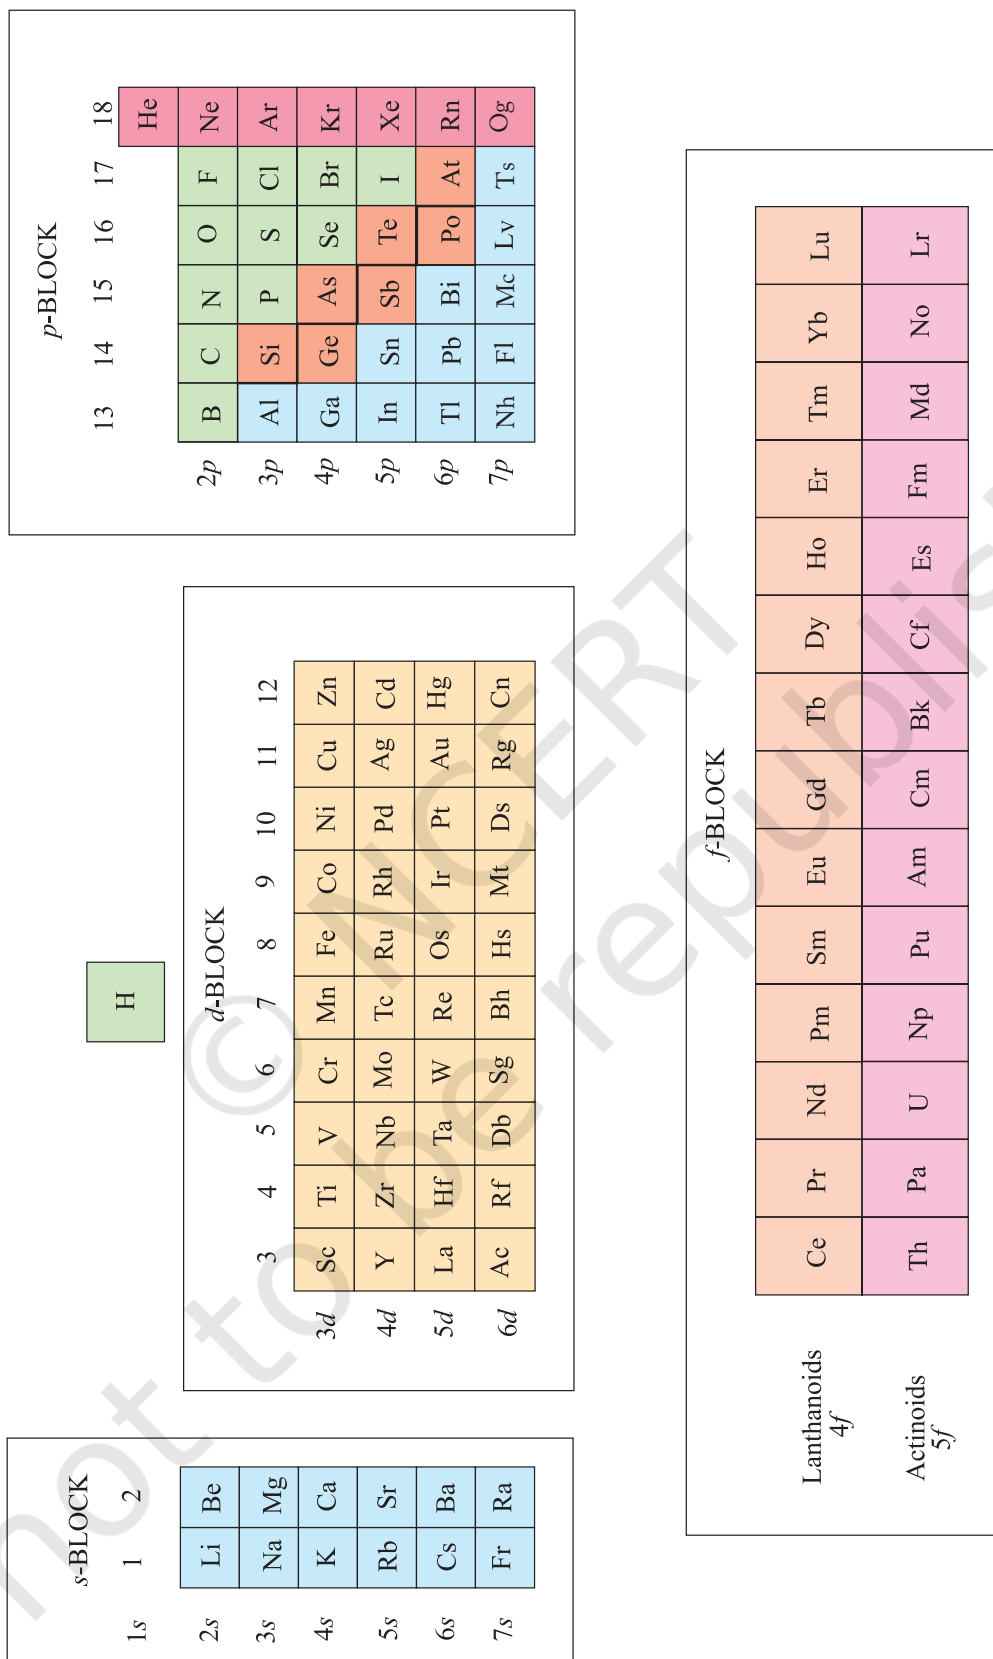 s-BLOCK
1 2
1s
2s Li Be
3s Na Mg
4s K Ca
5s Rb Sr
6s Cs Ba
7s Fr Ra
H
d-BLOCK
3 4 5 6 7 8 9 10 11 12
3d Sc Ti V Cr Mn Fe Co Ni Cu Zn
4d Y Zr Nb Mo Tc Ru Rh Pd Ag Cd
5d La Hf Ta W Re Os Ir Pt Au Hg
6d Ac Rf Db Sg Bh Hs Mt Ds Rg Cn
p-BLOCK
13 14 15 16 17 18
He
2p B C N O F Ne
3p Al Si P S Cl Ar
4p Ga Ge As Se Br Kr
5p In Sn Sb Te I Xe
6p Tl Pb Bi Po At Rn
7p Nh Fl Mc Lv Ts Og
f-BLOCK
Lanthanoids
4f
Ce Pr Nd Pm Sm Eu Gd Tb Dy Ho Er Tm Yb Lu
Actinoids
5f
Th Pa U Np Pu Am Cm Bk Cf Es Fm Md No Lr
© NCERT
not to be